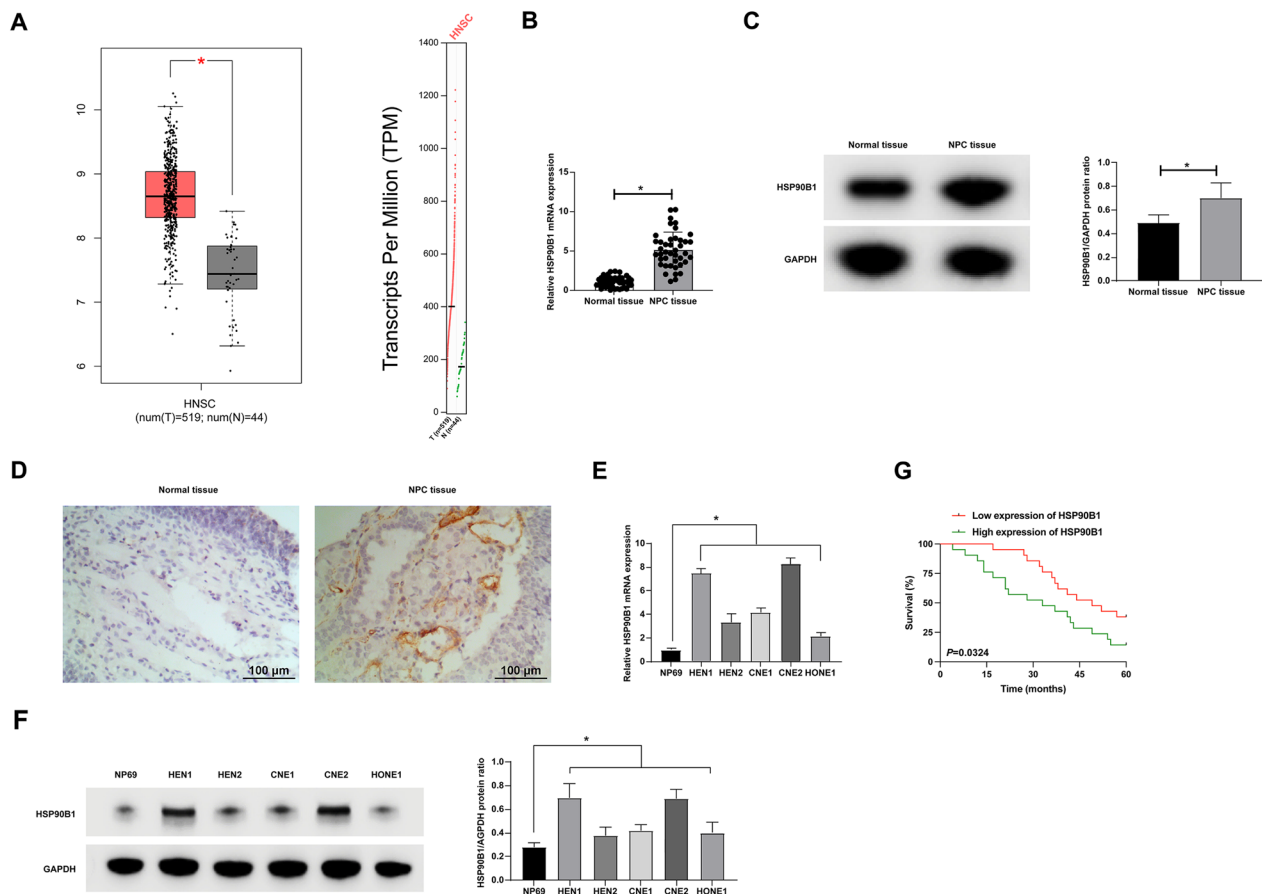 A
*
10
9
8
7
6
HNSC
(num(T)=519; num(N)=44)
HNSC
Transcripts Per Million (TPM)
1400
1200
1000
800
600
400
200
0
T (n=519)
N (n=44)
B
Relative HSP90B1 mRNA expression
15
10
5
0
*
Normal tissue
NPC tissue
C
Normal tissue
NPC tissue
HSP90B1
GAPDH
HSP90B1/GAPDH protein ratio
1.0
0.8
0.6
0.4
0.2
0.0
*
Normal tissue
NPC tissue
D
Normal tissue
NPC tissue
100 μm
100 μm
E
Relative HSP90B1 mRNA expression
10
8
6
4
2
0
*
NP69
HEN1
HEN2
CNE1
CNE2
HONE1
G
Low expression of HSP90B1
High expression of HSP90B1
Survival (%)
100
75
50
25
0
P=0.0324
0
15
30
45
60
Time (months)
F
NP69
HEN1
HEN2
CNE1
CNE2
HONE1
HSP90B1
GAPDH
HSP90B1/AGPDH protein ratio
1.0
0.8
0.6
0.4
0.2
0.0
*
NP69
HEN1
HEN2
CNE1
CNE2
HONE1